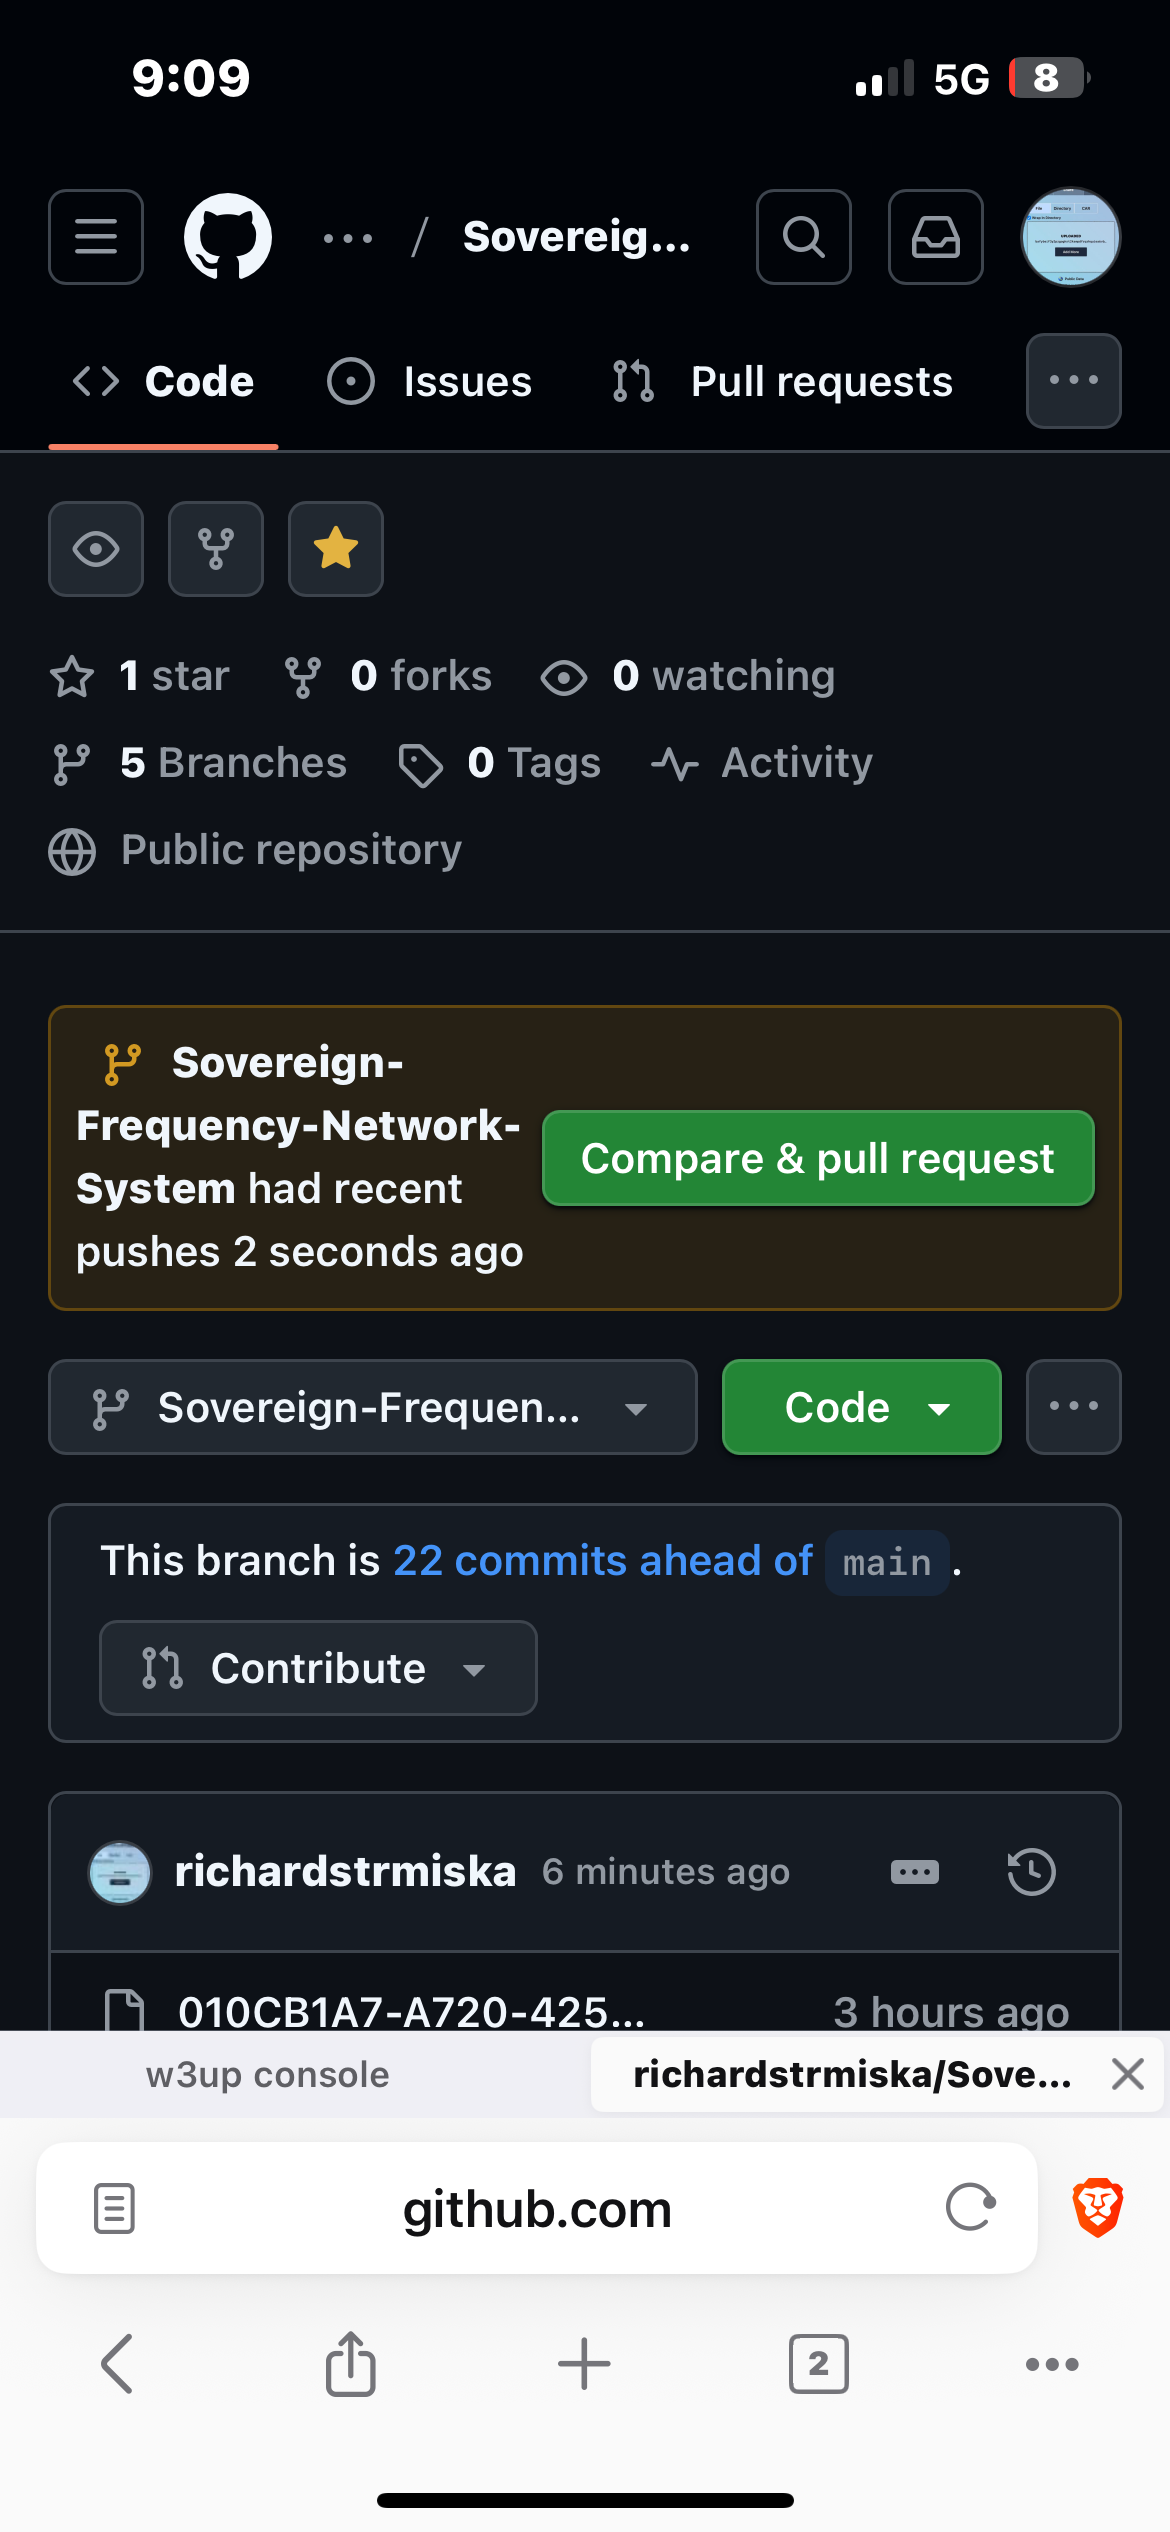 9:09
5G
8
/ Sovereig...
Code
Issues
Pull requests
1 star
0 forks
0 watching
5 Branches
0 Tags
Activity
Public repository
Sovereign-
Frequency-Network-
System had recent
pushes 2 seconds ago
Compare & pull request
Sovereign-Frequen...
Code
This branch is 22 commits ahead of main.
Contribute
richardstrmiska 6 minutes ago
010CB1A7-A720-425...
3 hours ago
w3up console
richardstrmiska/Sove...
github.com
2